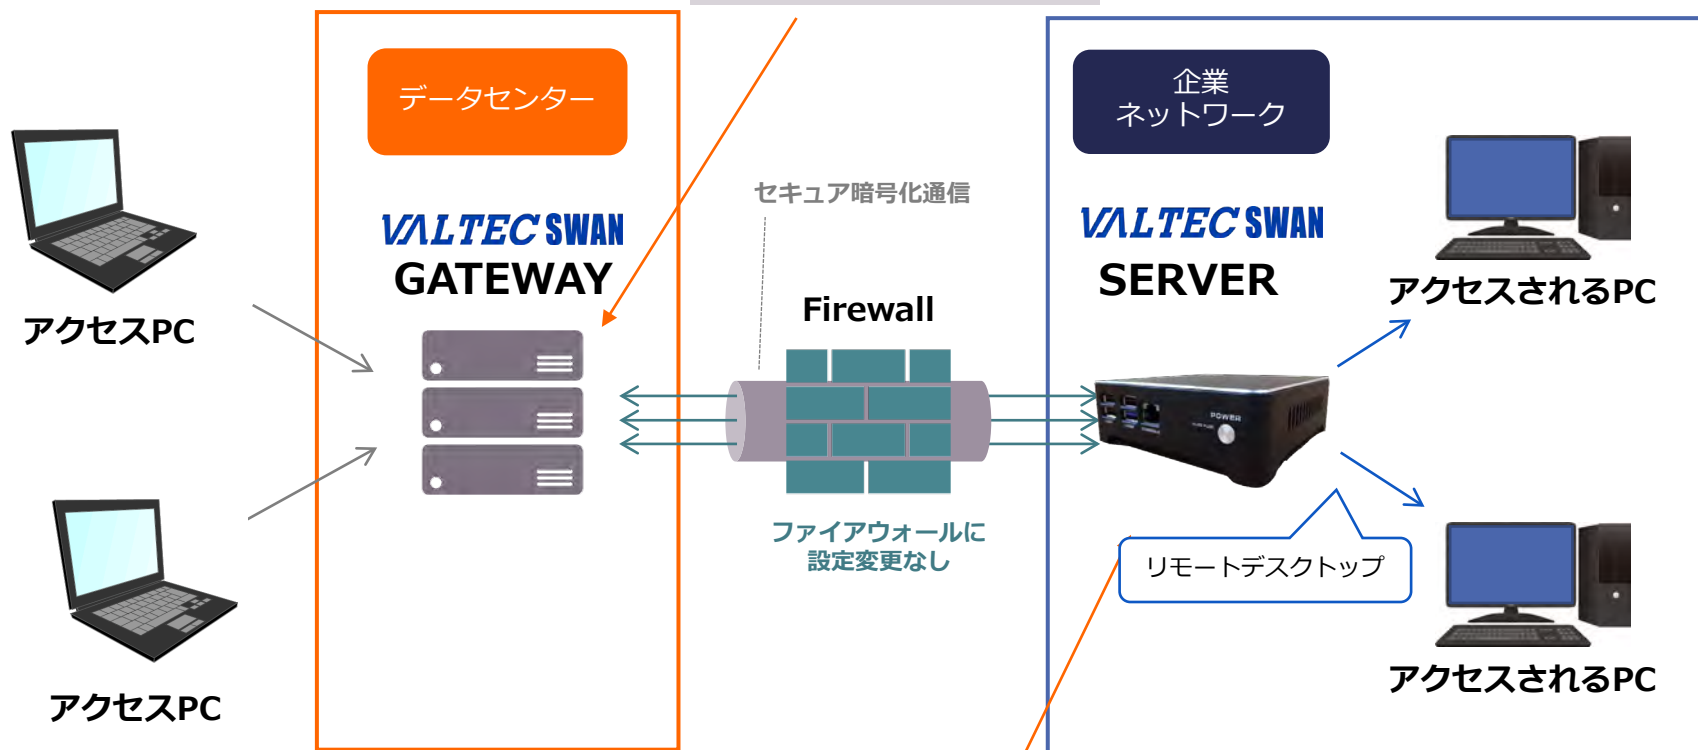 データセンター
企業
ネットワーク
セキュア暗号化通信
VALTEC SWAN
GATEWAY
VALTEC SWAN
SERVER
アクセスされるPC
Firewall
アクセスPC
POWER
ファイアウォールに
設定変更なし
リモートデスクトップ
アクセスされるPC
アクセスPC